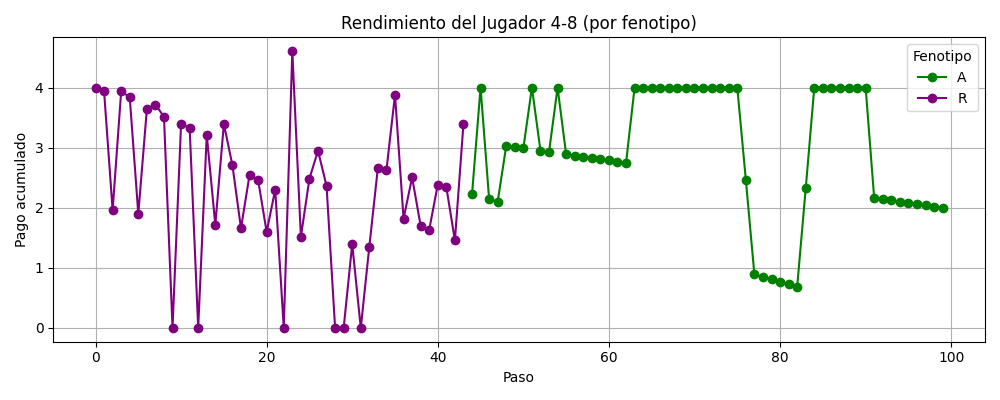 Rendimiento del Jugador 4-8 (por fenotipo)
Fenotipo
A
R
Pago acumulado
4
3
2
1
0
0 20 40 60 80 100
Paso